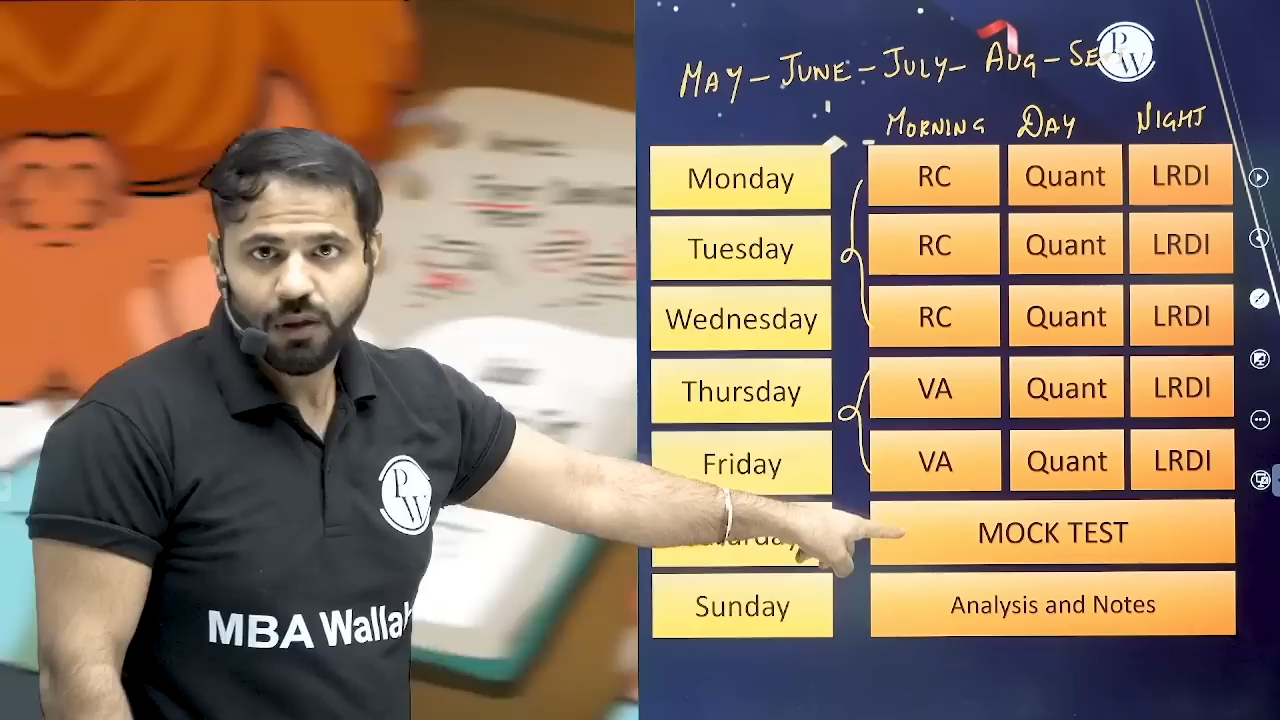 MAY - JUNE - JULY - AUG - SE
PW
MORNING DAY NIGHT
Monday RC Quant LRDI
Tuesday RC Quant LRDI
Wednesday RC Quant LRDI
Thursday VA Quant LRDI
Friday VA Quant LRDI
MOCK TEST
Sunday Analysis and Notes
PW
MBA Wallah